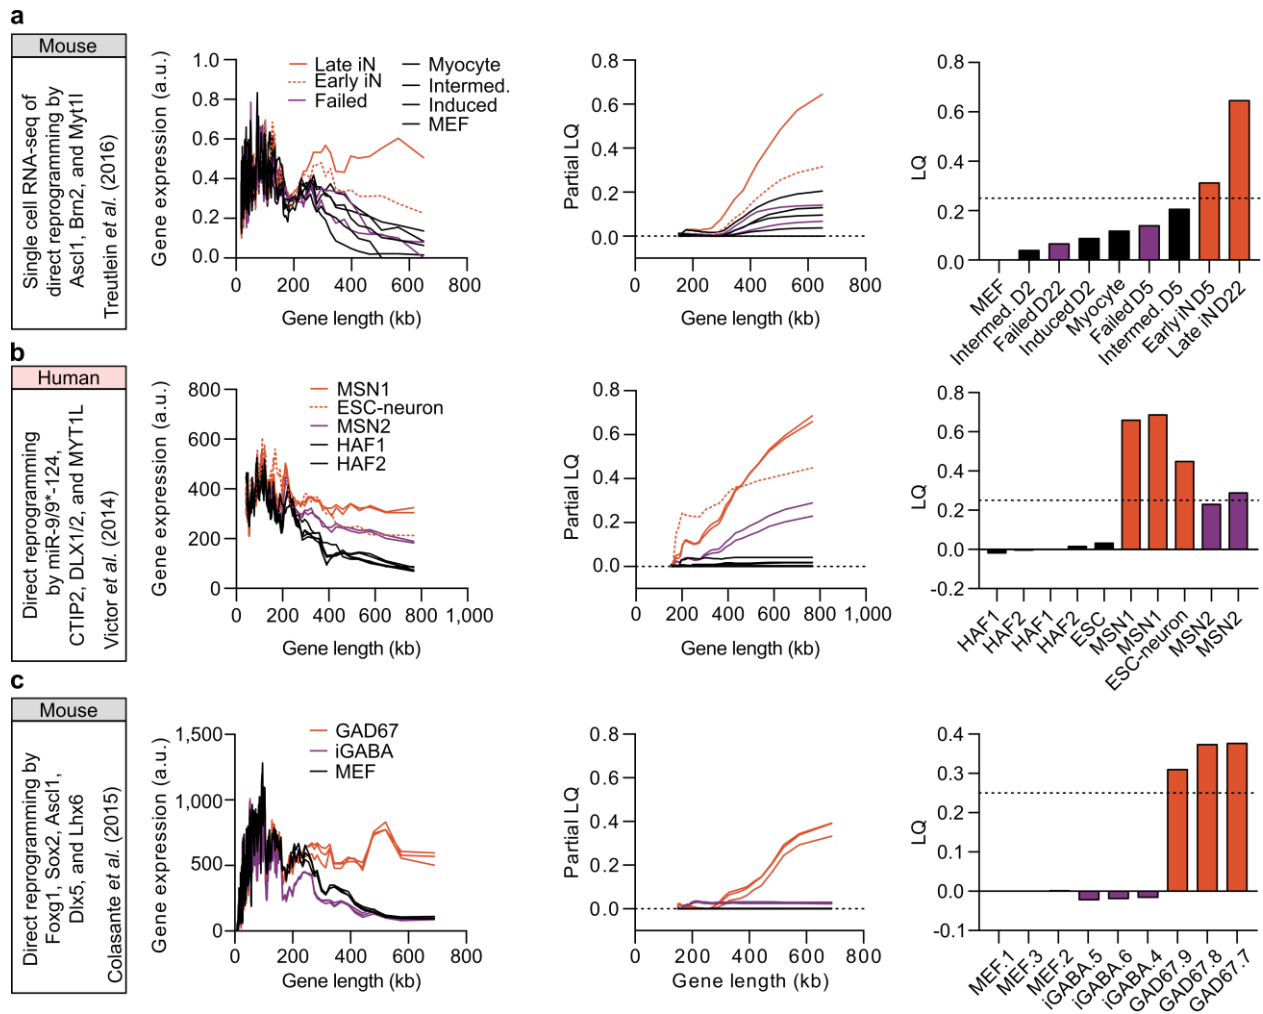 a
Mouse
Single cell RNA-seq of
direct reprogramming by
Ascl1, Brn2, and Myt1l
Treutlein et al. (2016)
Gene expression (a.u.)
1.0
0.8
0.6
0.4
0.2
0.0
0 200 400 600 800
Gene length (kb)
Late iN
Early iN
Failed
Myocyte
Intermed.
Induced
MEF
Partial LQ
0.8
0.6
0.4
0.2
0.0
0 200 400 600 800
Gene length (kb)
LQ
0.8
0.6
0.4
0.2
0.0
MEF
Intermed. D2
Failed D22
Induced D2
Myocyte
Failed D5
Intermed. D5
Early iN D5
Late iN D22
b
Human
Direct reprogramming
by miR-9/9*-124,
CTIP2, DLX1/2, and MYT1L
Victor et al. (2014)
Gene expression (a.u.)
800
600
400
200
0
0 200 400 600 800 1,000
Gene length (kb)
MSN1
ESC-neuron
MSN2
HAF1
HAF2
Partial LQ
0.8
0.6
0.4
0.2
0.0
0 200 400 600 800 1,000
Gene length (kb)
LQ
0.8
0.6
0.4
0.2
0.0
-0.2
HAF1
HAF2
HAF1
HAF2
ESC
MSN1
MSN1
ESC-neuron
MSN2
MSN2
c
Mouse
Direct reprogramming by
Foxg1, Sox2, Ascl1,
Dlx5, and Lhx6
Colasante et al. (2015)
Gene expression (a.u.)
1,500
1,000
500
0
0 200 400 600 800
Gene length (kb)
GAD67
iGABA
MEF
Partial LQ
0.8
0.6
0.4
0.2
0.0
0 200 400 600 800
Gene length (kb)
LQ
0.4
0.3
0.2
0.1
0.0
-0.1
MEF.1
MEF.3
MEF.2
iGABA.5
iGABA.6
iGABA.4
GAD67.9
GAD67.8
GAD67.7